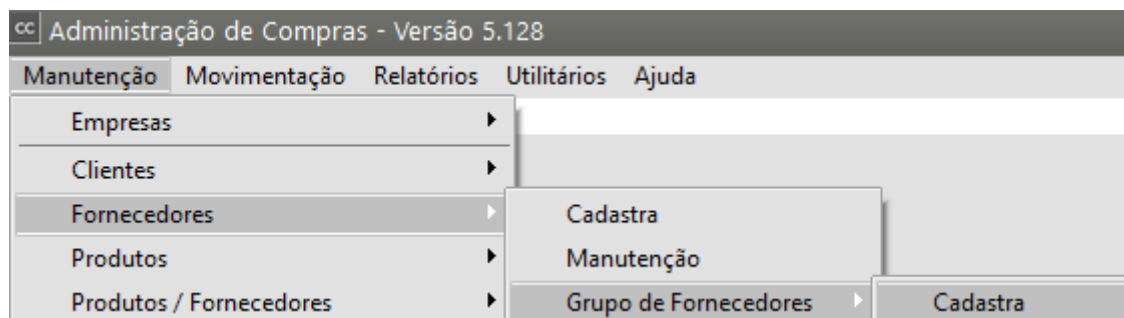 cc Administração de Compras - Versão 5.128
Manutenção Movimentação Relatórios Utilitários Ajuda
Empresas
Clientes
Fornecedores
Cadastra
Produtos
Manutenção
Produtos / Fornecedores
Grupo de Fornecedores
Cadastra